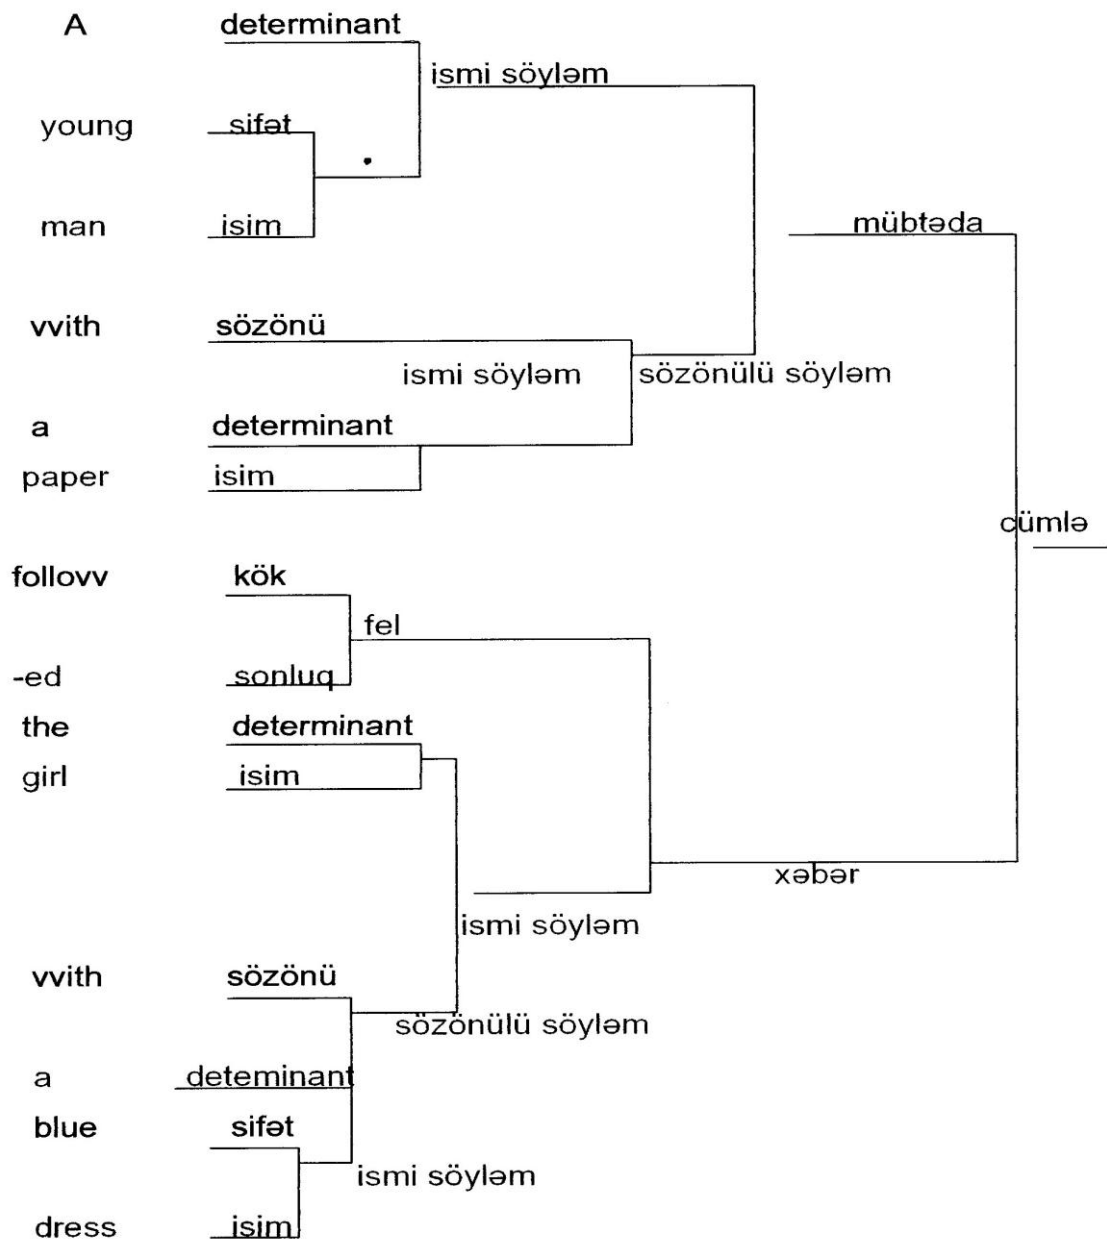 A determinant
ismi söyləm
young sifət
man isim
mübtəda
vvith sözönü
ismi söyləm sözönülü söyləm
a determinant
paper isim
cümlə
followv kök
fel
-ed sonluq
the determinant
girl isim
xəbər
ismi söyləm
vvith sözönü
sözönülü söyləm
a deteminant
blue sifət
ismi söyləm
dress isim